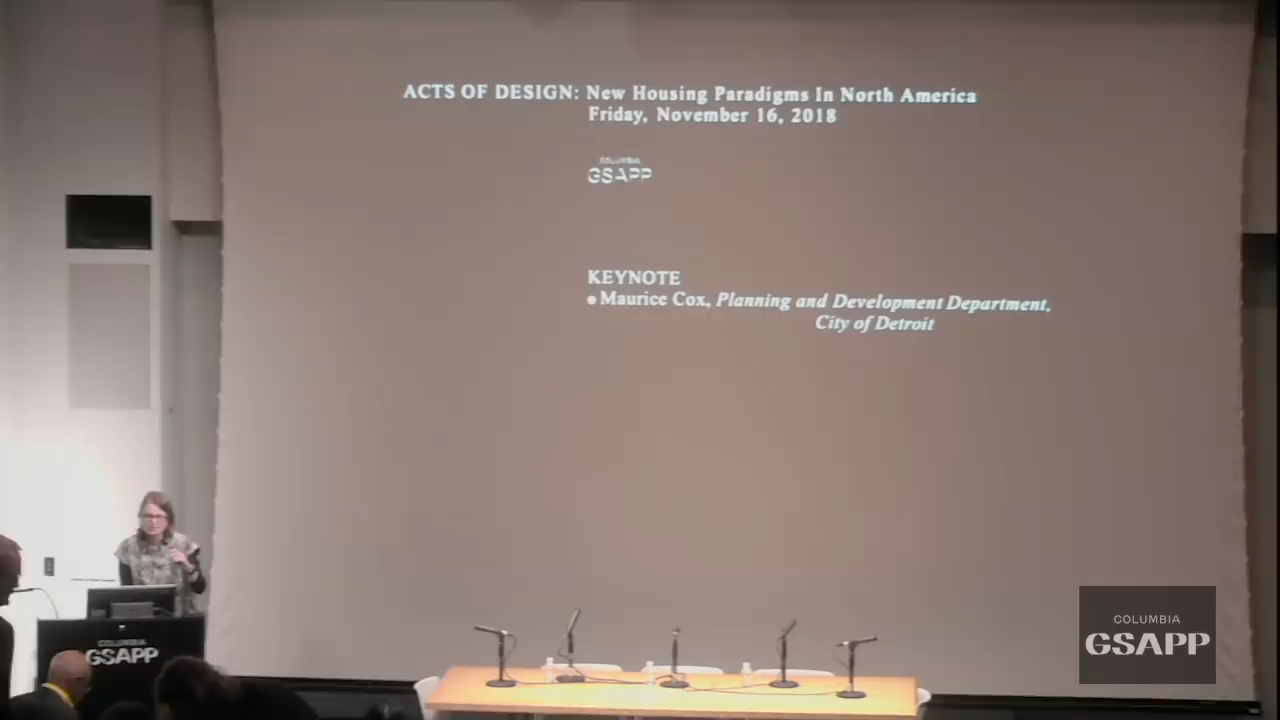 ACTS OF DESIGN: New Housing Paradigms In North America
Friday, November 16, 2018
COLUMBIA
GSAPP
KEYNOTE
• Maurice Cox, Planning and Development Department,
City of Detroit
COLUMBIA
GSAPP
COLUMBIA
GSAPP